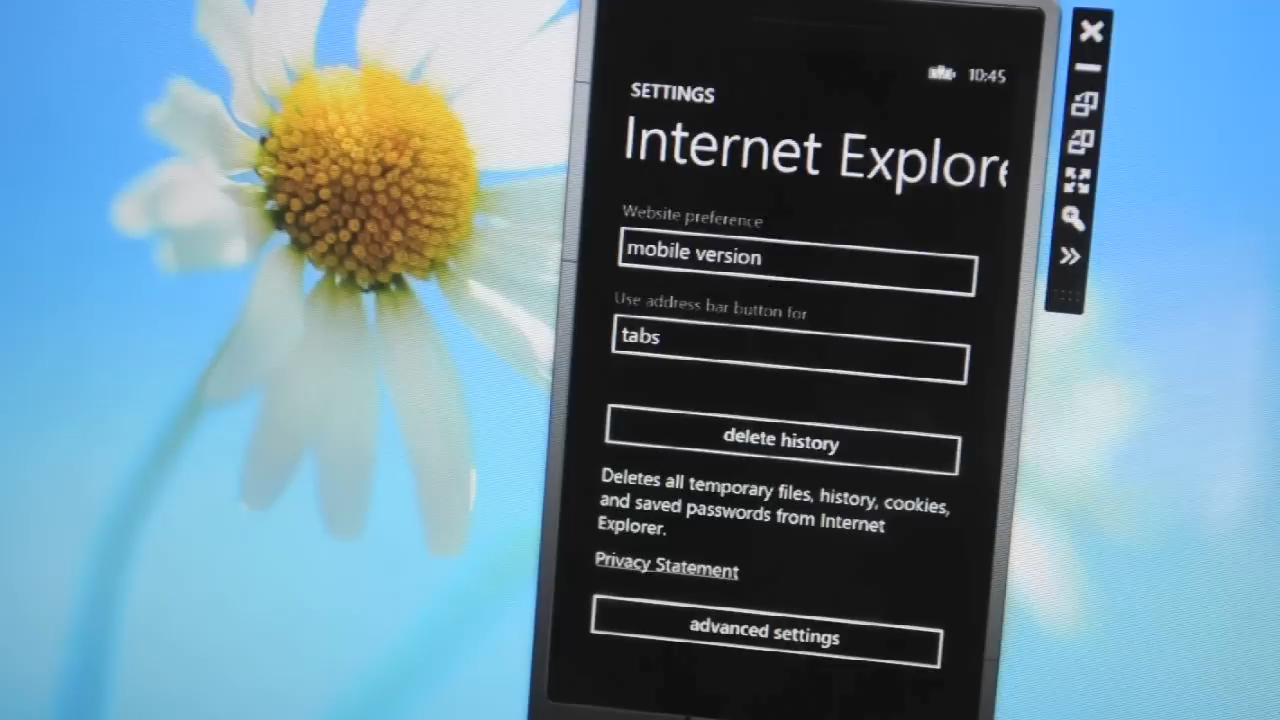 10:45
SETTINGS
Internet Explore
Website preference
mobile version
Use address bar button for
tabs
delete history
Deletes all temporary files, history, cookies,
and saved passwords from Internet
Explorer.
Privacy Statement
advanced settings